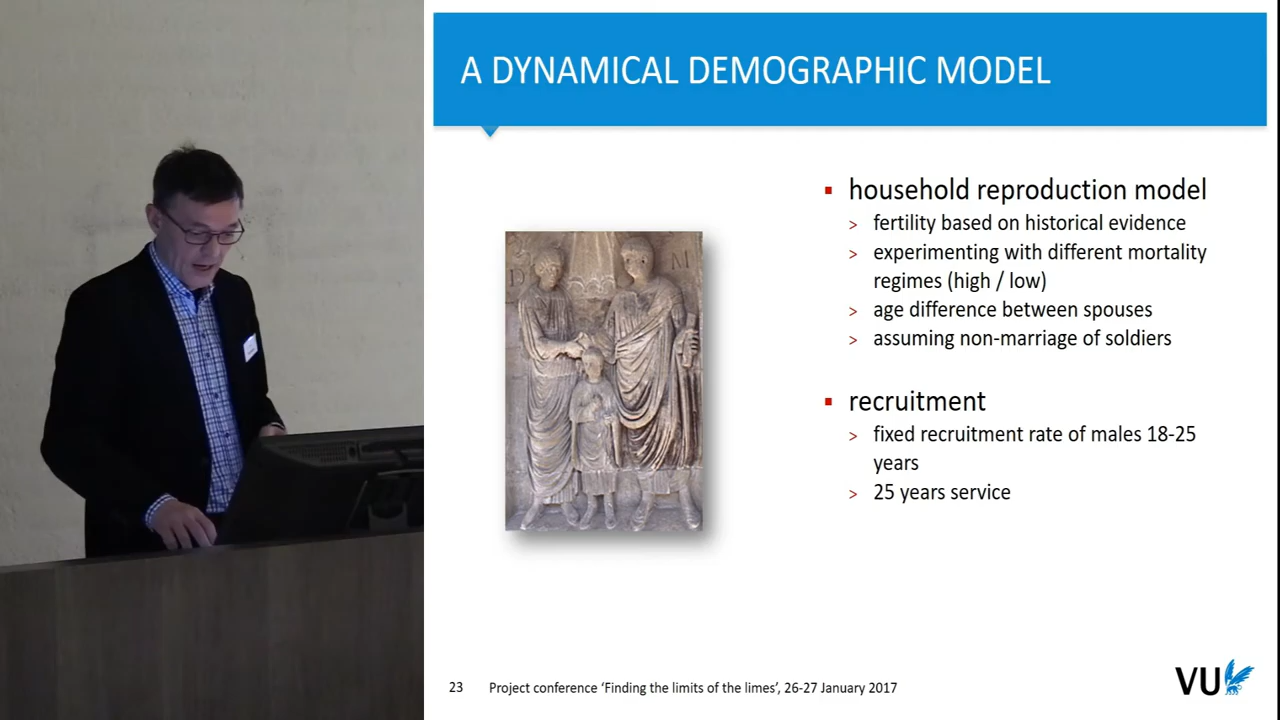 A DYNAMICAL DEMOGRAPHIC MODEL
D
M
▪ household reproduction model
> fertility based on historical evidence
> experimenting with different mortality
regimes (high / low)
> age difference between spouses
> assuming non-marriage of soldiers
▪ recruitment
> fixed recruitment rate of males 18-25
years
> 25 years service
23 Project conference ‘Finding the limits of the limes’, 26-27 January 2017
VU